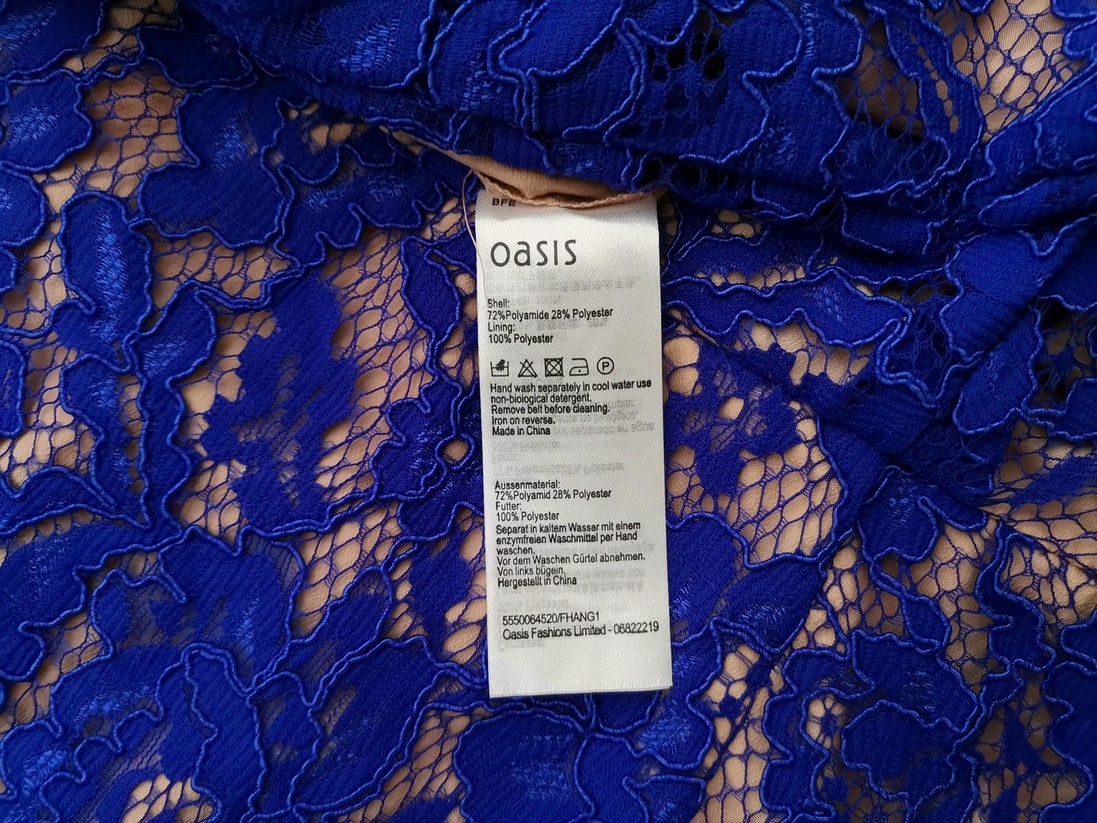 BFE
oasis
Shell:
72%Polyamide 28% Polyester
Lining:
100% Polyester
P
Hand wash separately in cool water use
non-biological detergent.
Remove belt before cleaning.
Iron on reverse.
Made in China
Aussenmaterial:
72%Polyamid 28% Polyester
Futter:
100% Polyester
Separat in kaltem Wasser mit einem
enzymfreien Waschmittel per Hand
waschen.
Vor dem Waschen Gürtel abnehmen.
Von links bügein.
Hergestellt in China
5550064520/FHANG1
Oasis Fashions Limited - 06822219